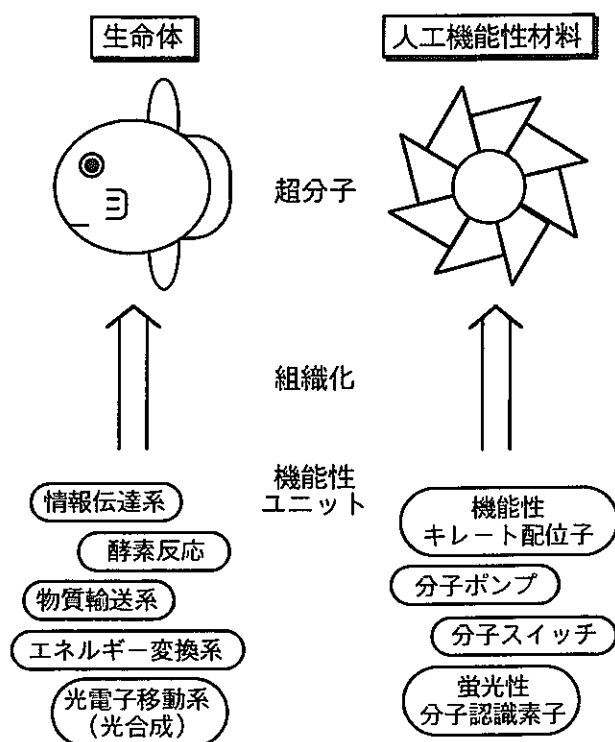 生命体
人工機能性材料
超分子
組織化
機能性
ユニット
情報伝達系
酵素反応
物質輸送系
エネルギー変換系
光電子移動系
(光合成)
機能性
キレート配位子
分子ポンプ
分子スイッチ
蛍光性
分子認識素子